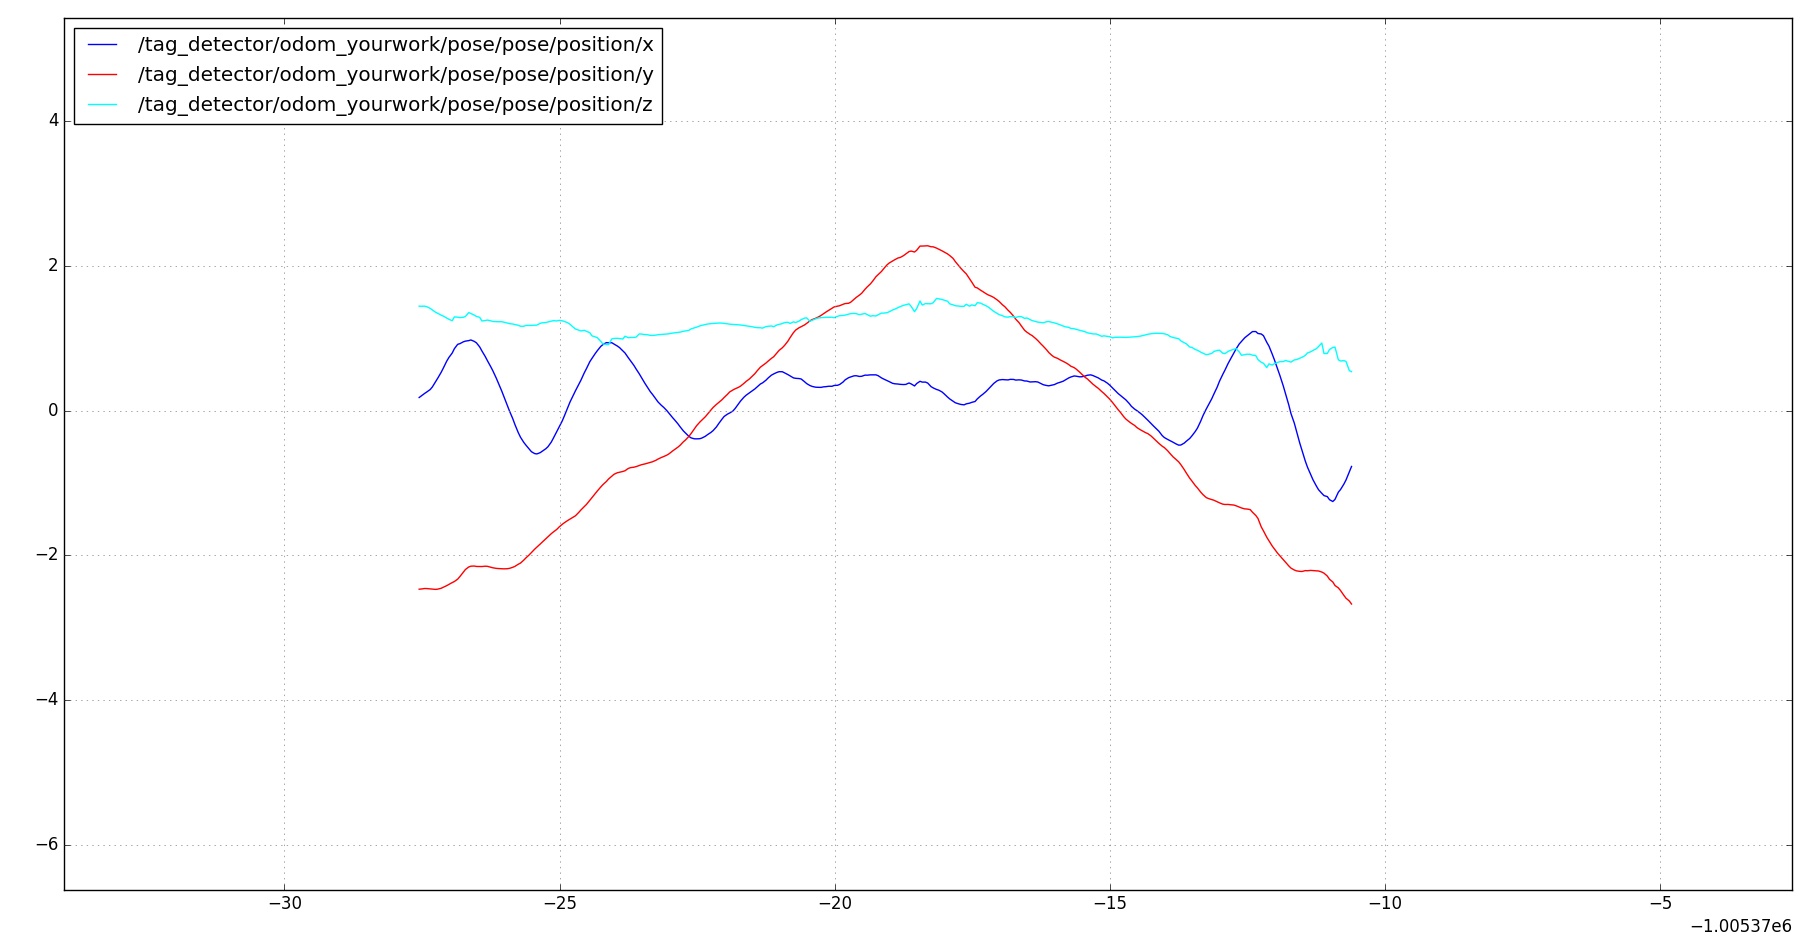 /tag_detector/odom_yourwork/pose/pose/position/x
/tag_detector/odom_yourwork/pose/pose/position/y
/tag_detector/odom_yourwork/pose/pose/position/z
4
2
0
−2
−4
−6
−30 −25 −20 −15 −10 −5
−1.00537e6